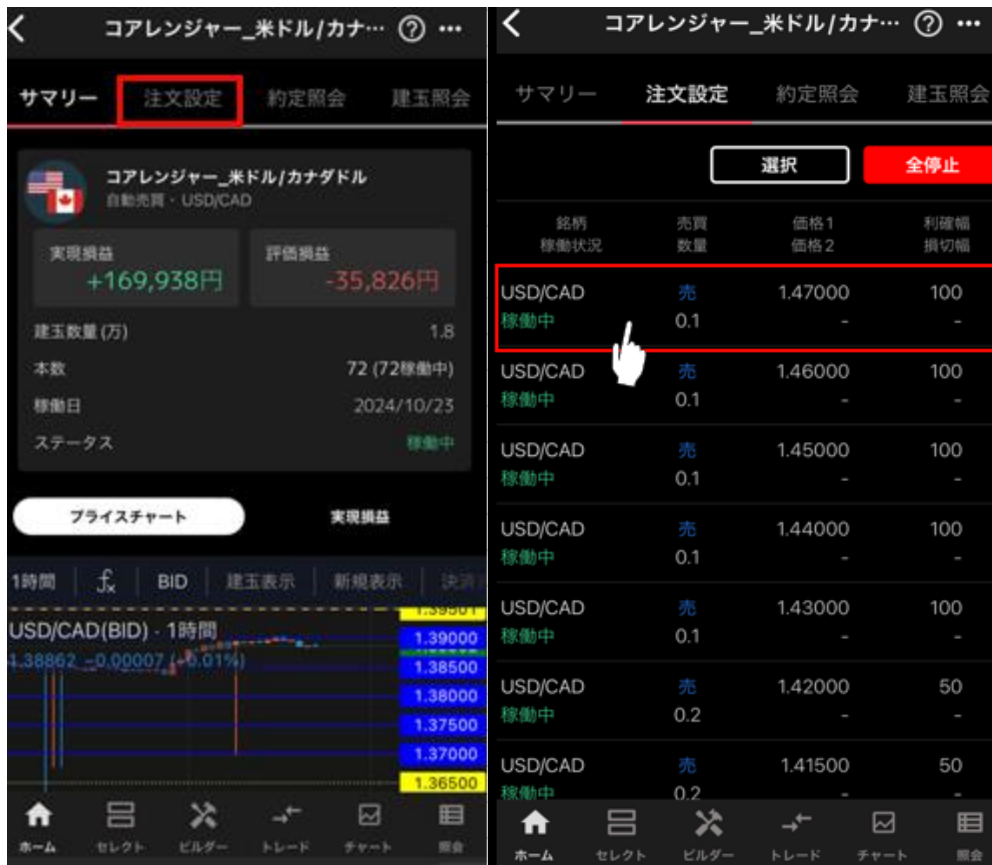 コアレンジャー_米ドル/カナ…
サマリー 注文設定 約定照会 建玉照会
コアレンジャー_米ドル/カナダドル
自動売買・USD/CAD
実現損益 評価損益
+169,938円 -35,826円
建玉数量(万) 1.8
本数 72 (72稼働中)
稼働日 2024/10/23
ステータス 稼働中
プライスチャート 実現損益
1時間 fx BID 建玉表示 新規表示
USD/CAD(BID)・1時間
1.38862 -0.00007 (-0.01%)
1.39501
1.39000
1.38500
1.38000
1.37500
1.37000
1.36500
ホーム セレクト ビルダー トレード チャート 照会
コアレンジャー_米ドル/カナ…
サマリー 注文設定 約定照会 建玉照会
選択 全停止
銘柄 売買 価格1 利確幅
稼働状況 数量 価格2 損切幅
USD/CAD 売 1.47000 100
稼働中 0.1 - -
USD/CAD 売 1.46000 100
稼働中 0.1 - -
USD/CAD 売 1.45000 100
稼働中 0.1 - -
USD/CAD 売 1.44000 100
稼働中 0.1 - -
USD/CAD 売 1.43000 100
稼働中 0.1 - -
USD/CAD 売 1.42000 50
稼働中 0.2 - -
USD/CAD 売 1.41500 50
稼働中 0.2 - -
ホーム セレクト ビルダー トレード チャート 照会